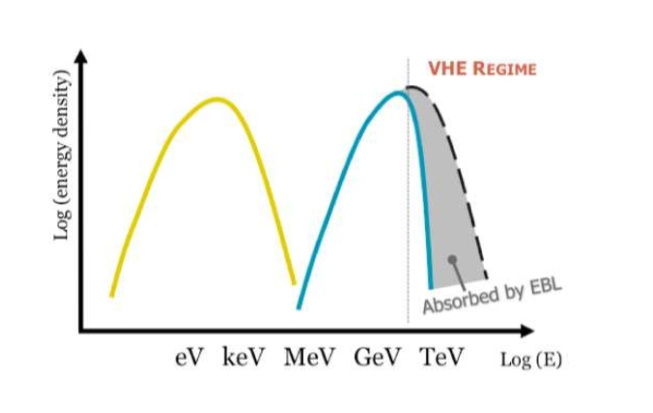 VHE REGIME
Log (energy density)
Absorbed by EBL
eV keV MeV GeV TeV Log (E)